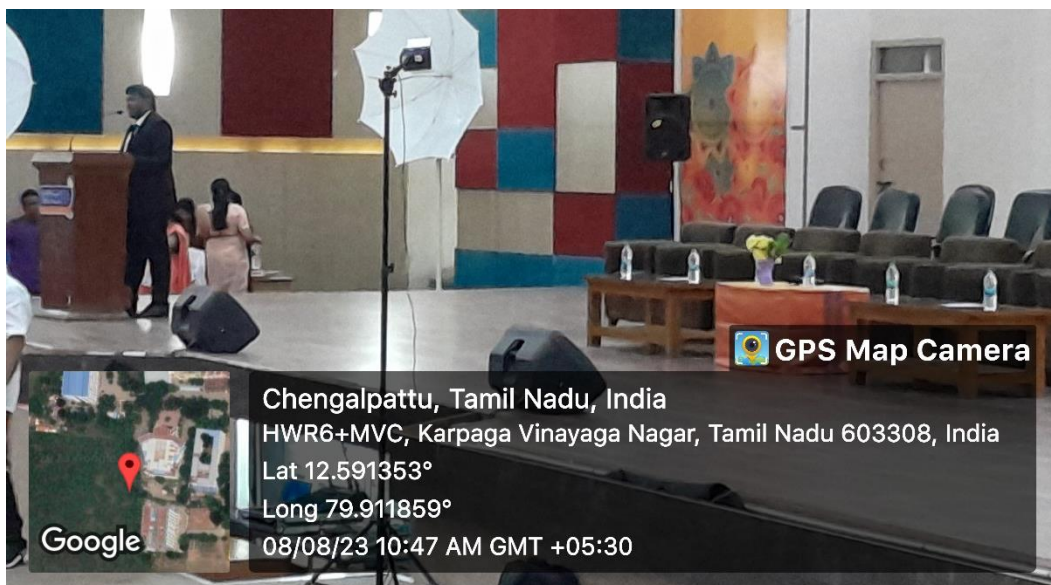 GPS Map Camera
Chengalpattu, Tamil Nadu, India
HWR6+MVC, Karpaga Vinayaga Nagar, Tamil Nadu 603308, India
Lat 12.591353°
Long 79.911859°
08/08/23 10:47 AM GMT +05:30
Google